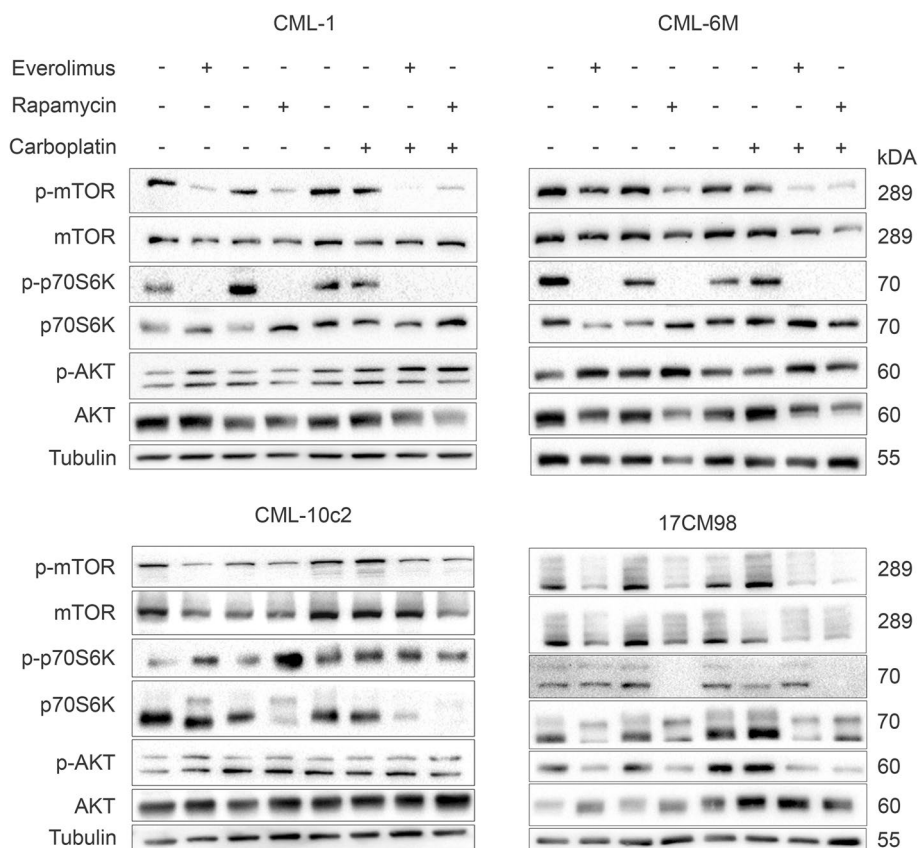 CML-1 CML-6M
Everolimus - + - - - - + - - + - - - - + -
Rapamycin - - - + - - - + - - - + - - - +
Carboplatin - - - - - + + + - - - - - + + +
kDA
p-mTOR 289
mTOR 289
p-p70S6K 70
p70S6K 70
p-AKT 60
AKT 60
Tubulin 55
CML-10c2 17CM98
p-mTOR 289
mTOR 289
p-p70S6K 70
p70S6K 70
p-AKT 60
AKT 60
Tubulin 55